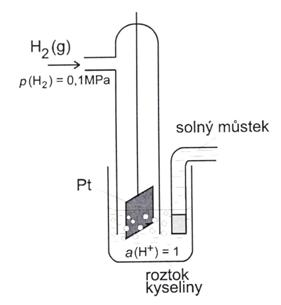 H₂(g)
p(H₂) = 0,1MPa
solný můstek
Pt
a(H⁺) = 1
roztok
kyseliny